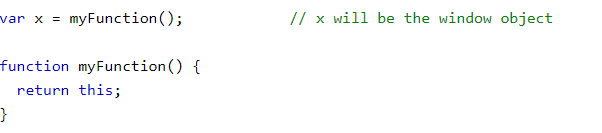 var x = myFunction();             // x will be the window object
function myFunction() {
  return this;
}